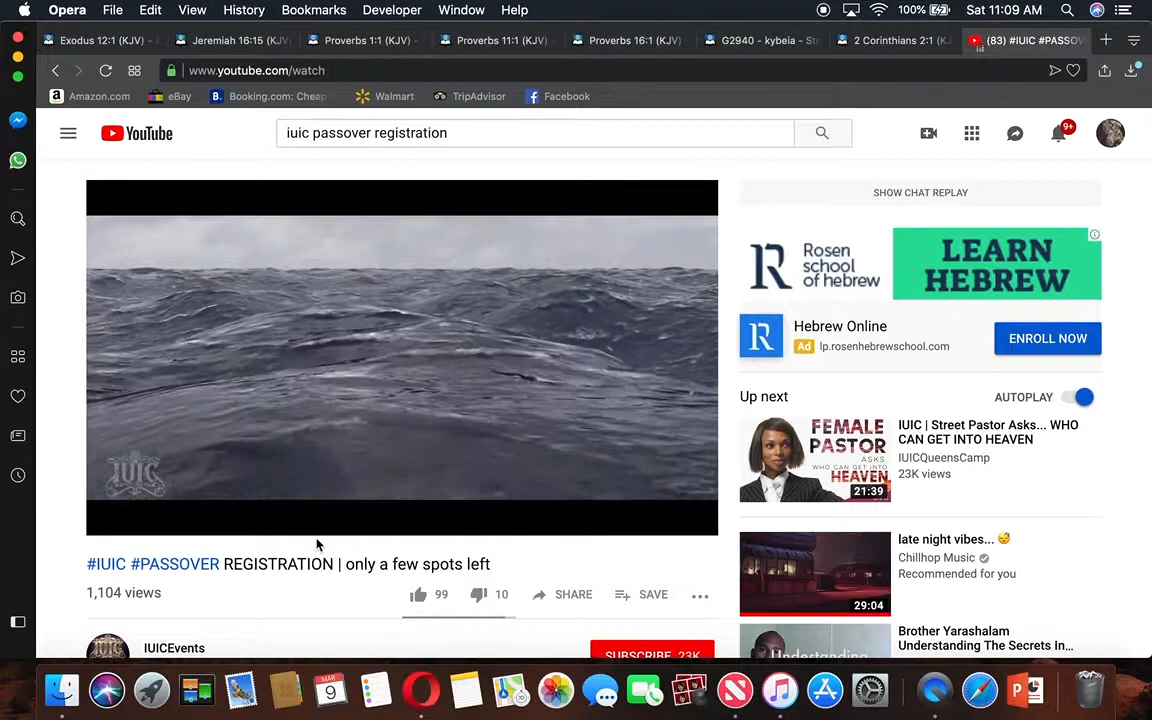 Opera File Edit View History Bookmarks Developer Window Help 100% Sat 11:09 AM
Exodus 12:1 (KJV) - Jeremiah 16:15 (KJV) Proverbs 1:1 (KJV) - Proverbs 11:1 (KJV) Proverbs 16:1 (KJV) G2940 - kybeia - St 2 Corinthians 2:1 (KJ (83) #IUIC #PASSOV
www.youtube.com/watch
Amazon.com eBay Booking.com: Cheap Walmart TripAdvisor Facebook
YouTube iuic passover registration 9+
SHOW CHAT REPLAY
Rosen
school
of hebrew
LEARN
HEBREW
Hebrew Online
Ad lp.rosenhebrewschool.com
ENROLL NOW
Up next AUTOPLAY
FEMALE
PASTOR
ASKS
WHO CAN GET INTO
HEAVEN
21:39
IUIC | Street Pastor Asks... WHO
CAN GET INTO HEAVEN
IUICQueensCamp
23K views
IUIC
#IUIC #PASSOVER REGISTRATION | only a few spots left
1,104 views
99 10 SHARE SAVE
IUICEvents
SUBSCRIBE 23K
late night vibes...
Chillhop Music
Recommended for you
29:04
Brother Yarashalam
Understanding The Secrets In...
Understanding
MAR
9